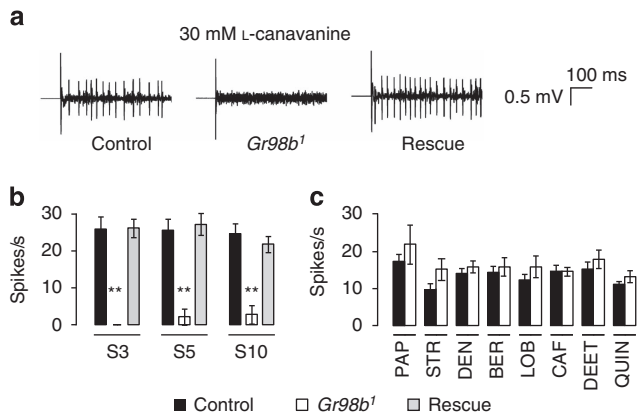 a
30 mM L-canavanine
Control
Gr98b¹
Rescue
0.5 mV
100 ms
b
Spikes/s
30
20
10
0
**
**
**
S3
S5
S10
c
Spikes/s
30
20
10
0
PAP
STR
DEN
BER
LOB
CAF
DEET
QUIN
Control
Gr98b¹
Rescue